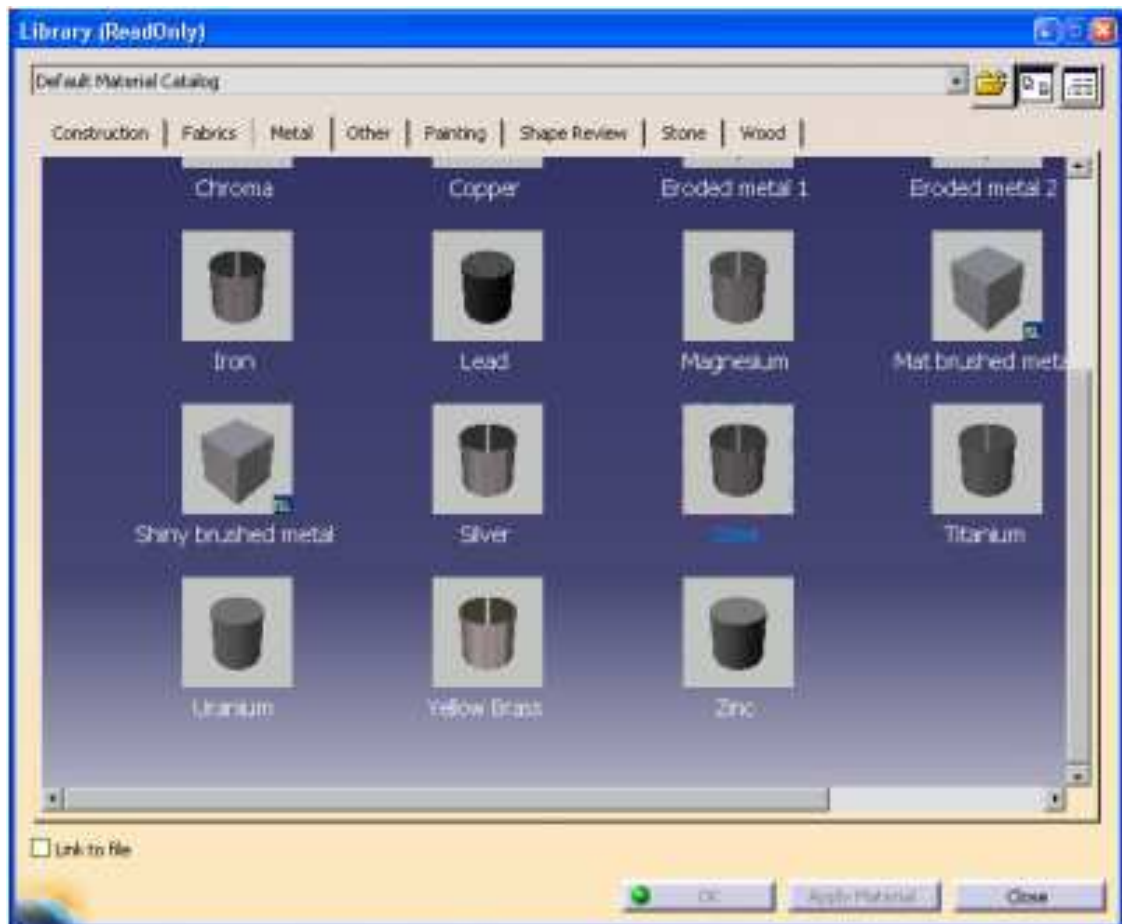 Library (ReadOnly)
Default Material Catalog
Construction Fabrics Metal Other Painting Shape Review Stone Wood
Chroma Copper Eroded metal 1 Eroded metal 2
Iron Lead Magnesium Mat brushed meta
Shiny brushed metal Silver Titanium
Uranium Yellow Brass Zinc
Link to file
OK Apply Material Close